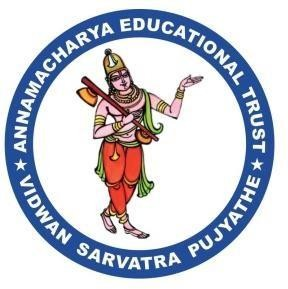 ★ ANNAMACHARYA EDUCATIONAL TRUST ★
VIDWAN SARVATRA PUJYATHE